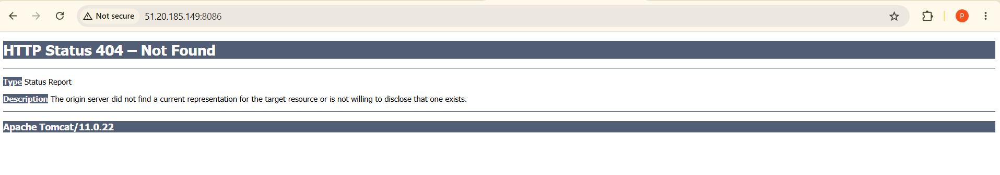 Not secure 51.20.185.149:8086
P
HTTP Status 404 – Not Found
Type Status Report
Description The origin server did not find a current representation for the target resource or is not willing to disclose that one exists.
Apache Tomcat/11.0.22